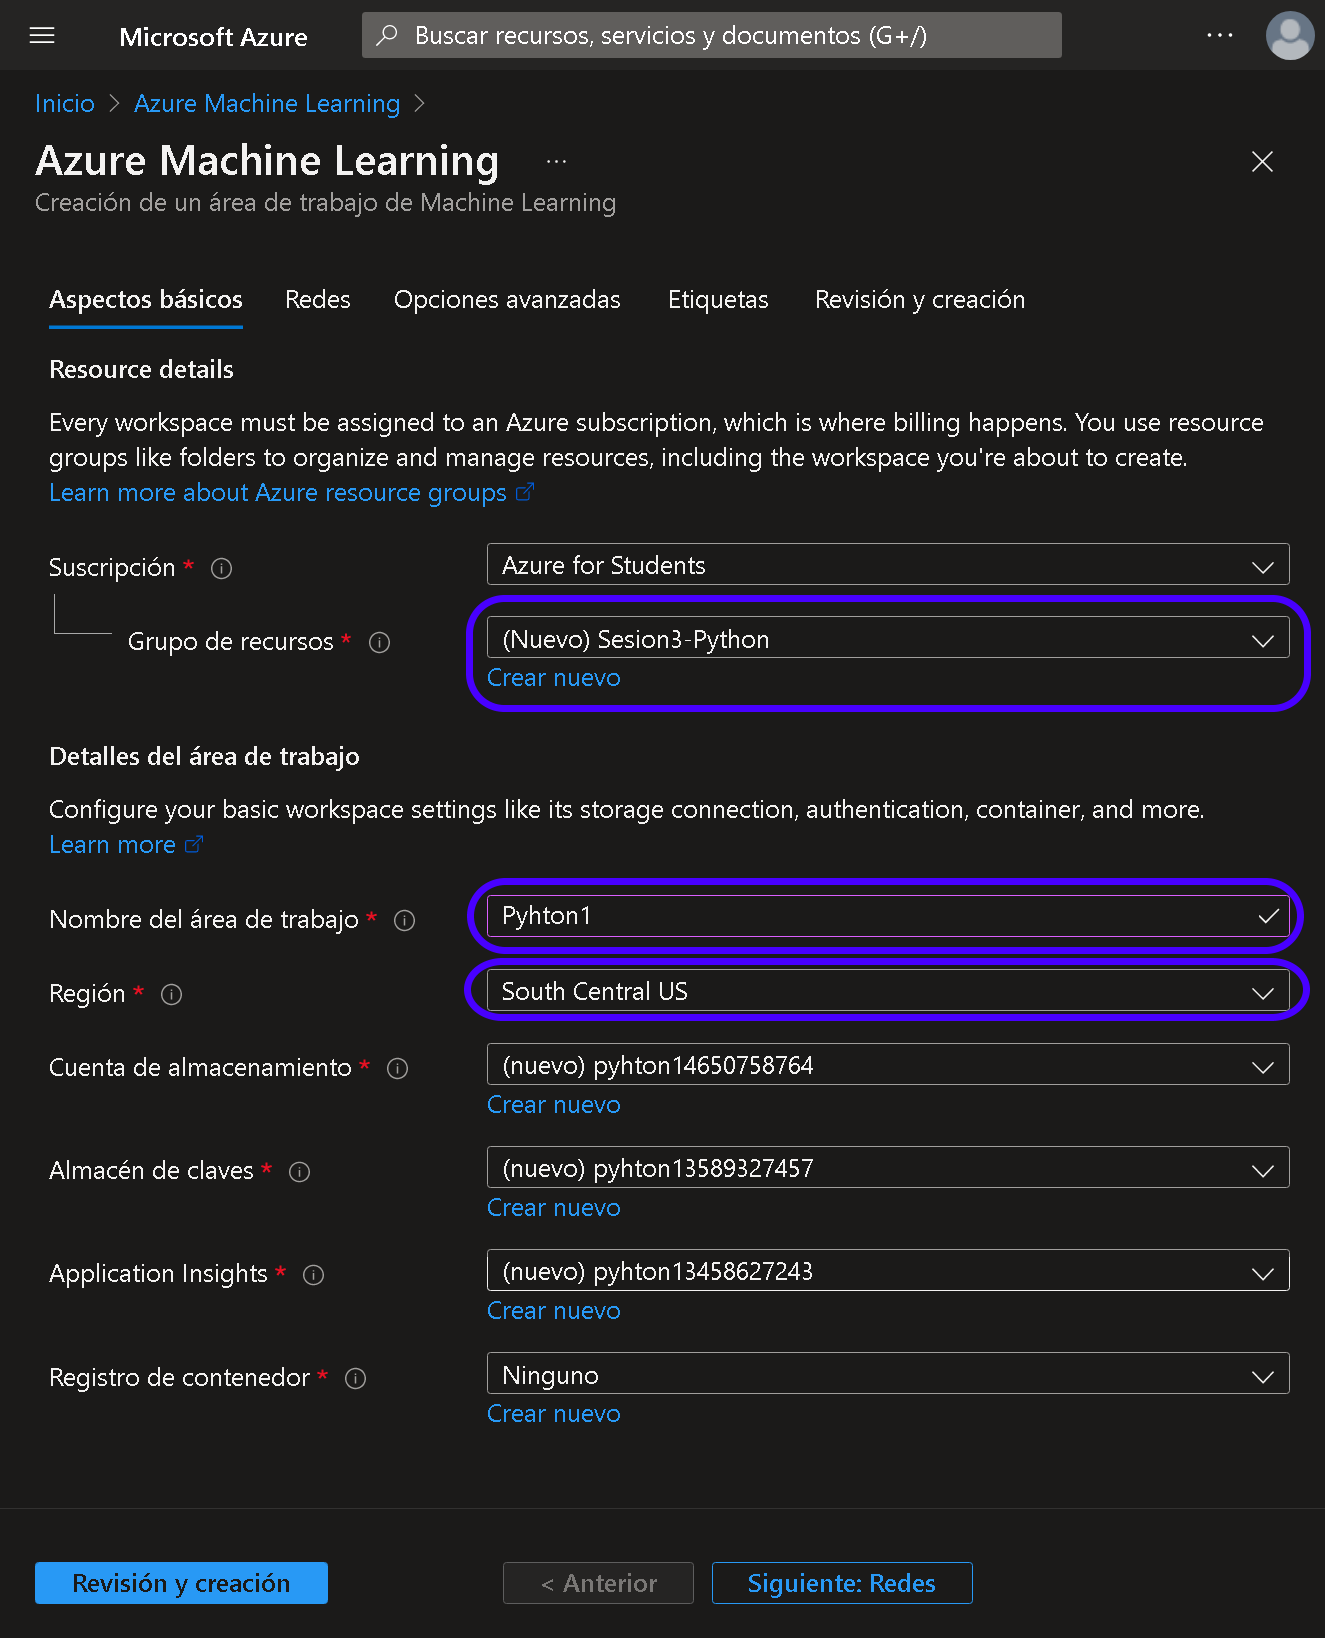 Microsoft Azure
Buscar recursos, servicios y documentos (G+/)
Inicio > Azure Machine Learning >
Azure Machine Learning ...
Creación de un área de trabajo de Machine Learning
Aspectos básicos Redes Opciones avanzadas Etiquetas Revisión y creación
Resource details
Every workspace must be assigned to an Azure subscription, which is where billing happens. You use resource
groups like folders to organize and manage resources, including the workspace you're about to create.
Learn more about Azure resource groups
Suscripción *
Azure for Students
Grupo de recursos *
(Nuevo) Sesion3-Python
Crear nuevo
Detalles del área de trabajo
Configure your basic workspace settings like its storage connection, authentication, container, and more.
Learn more
Nombre del área de trabajo *
Pyhton1
Región *
South Central US
Cuenta de almacenamiento *
(nuevo) pyhton14650758764
Crear nuevo
Almacén de claves *
(nuevo) pyhton13589327457
Crear nuevo
Application Insights *
(nuevo) pyhton13458627243
Crear nuevo
Registro de contenedor *
Ninguno
Crear nuevo
Revisión y creación
< Anterior
Siguiente: Redes